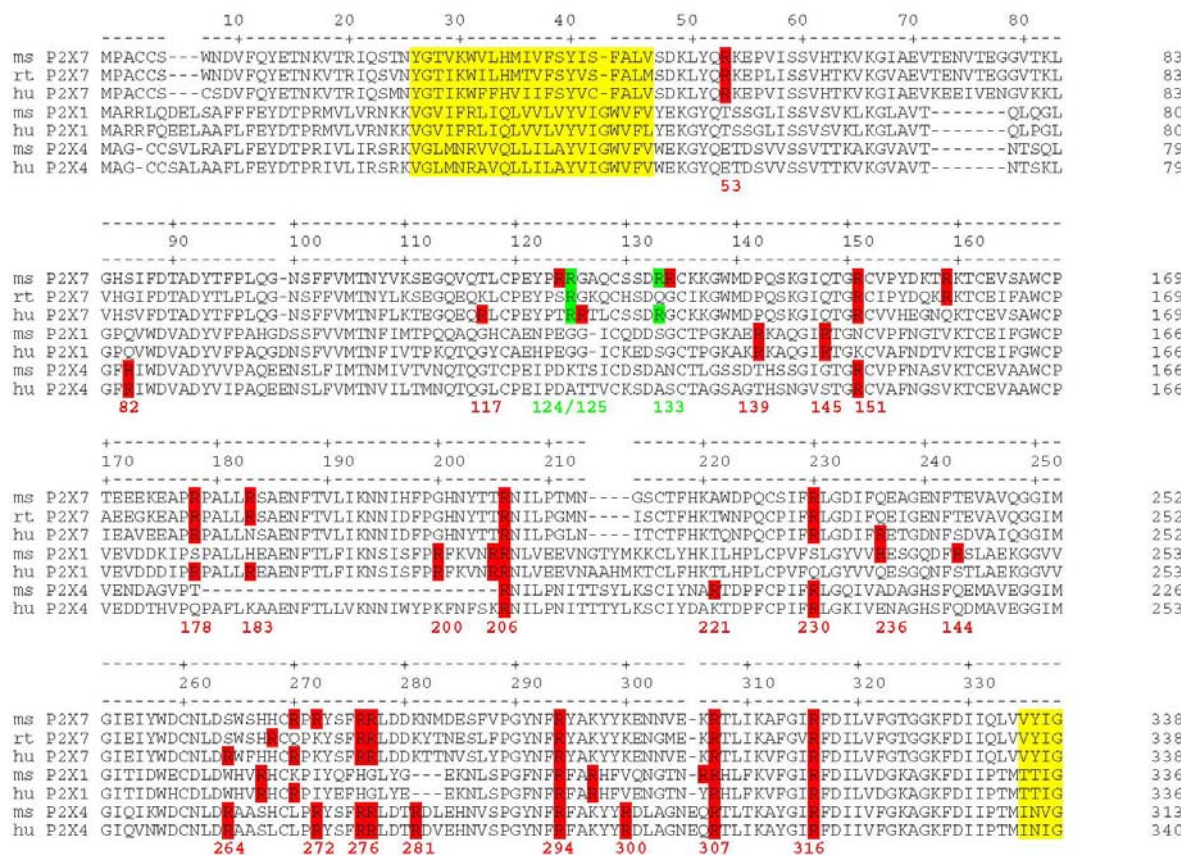 10 20 30 40 50 60 70 80
---------+---------+---------+---------+---------+---------+---------+---------+----
ms P2X7 MPACCS---WNDVFQYETNKVTRIQSTNYGTVKWVLHMIVFSYIS-FALVSDKLYQRKEPVISSVHTKVKGIAEVTENVTEGGVTKL 83
rt P2X7 MPACCS---WNDVFQYETNKVTRIQSVNYGTIKWILHMTVFSYVS-FALMSDKLYQRKEPLISSVHTKVKGIAEVTENVTEGGVTKL 83
hu P2X7 MPACCS---CSDVFQYETNKVTRIQSMNYGTIKWFFHVIIFSYVC-FALVSDKLYQRKEPVISSVHTKVKGIAEVKEEIVENGVKKL 83
ms P2X1 MARRLQDELSAFFFEYDTPRMVLVRNKKVGVIFRLIQLVVLVYVIGWVFVYEKGYQTSSGLISSVSVKLKGLAVT-------QLQGL 80
hu P2X1 MARRFQEELAAFLFEYDTPRMVLVRNKKVGVIFRLIQLVVLVYVIGWVFLYEKGYQTSSGLISSVSVKLKGLAVT-------QLPGL 80
ms P2X4 MAG-CCSVLRAFLFEYDTPRIVLIRSRKVGLMNRVVQLLILAYVIGWVFVWEKGYQETDSVVSSVTTKAKGVAVT-------NTSQL 79
hu P2X4 MAG-CCSALAAFLFEYDTPRIVLIRSRKVGLMNRAVQLLILAYVIGWVFVWEKGYQETDSVVSSVTTKVKGVAVT-------NTSKL 79
53
90 100 110 120 130 140 150 160
------+----------+---------+---------+---------+---------+---------+---------+---------
ms P2X7 GHSIFDTADYTFPLQG-NSFFVMTNYVKSEGQVQTLCPEYPRRGAQCSSDRRCKKGWMDPQSKGIQTGRCVPYDKTRKTCEVSAWCP 169
rt P2X7 VHGIFDTADYTLPLQG-NSFFVMTNYLKSEGQEQKLCPEYPSRGKQCHSDQGCIKGWMDPQSKGIQTGRCIPYDQKRKTCEIFAWCP 169
hu P2X7 VHSVFDTADYTFPLQG-NSFFVMTNFLKTEGQEQRLCPEYPTRRTLCSSDRGCKKGWMDPQSKGIQTGRCVVHEGNQKTCEVSAWCP 169
ms P2X1 GPQVWDVADYVFPAHGDSSFVVMTNFIMTPQQAQGHCAENPEGG-ICQDDSGCTPGKAERKAQGIRTGNCVPFNGTVKTCEIFGWCP 166
hu P2X1 GPQVWDVADYVFPAQGDNSFVVMTNFIVTPKQTQGYCAEHPEGG-ICKEDSGCTPGKAKRKAQGIRTGKCVAFNDTVKTCEIFGWCP 166
ms P2X4 GFRIWDVADYVVPAQEENSLFIMTNMIVTVNQTQGTCPEIPDKTSICDSDANCTLGSSDTHSSGIGTGRCVPFNASVKTCEVAAWCP 166
hu P2X4 GFRIWDVADYVIPAQEENSLFVMTNVILTMNQTQGLCPEIPDATTVCKSDASCTAGSAGTHSNGVSTGRCVAFNGSVKTCEVAAWCP 166
82 117 124/125 133 139 145 151
170 180 190 200 210 220 230 240 250
+---------+---------+---------+---------+--- ------+---------+---------+---------+--
ms P2X7 TEEEKEAPRPALLRSAENFTVLIKNNIHFPGHNYTTRNILPTMN----GSCTFHKAWDPQCSIFRLGDIFQEAGENFTEVAVQGGIM 252
rt P2X7 AEEGKEAPRPALLRSAENFTVLIKNNIDFPGHNYTTRNILPGMN----ISCTFHKTWNPQCPIFRLGDIFQEIGENFTEVAVQGGIM 252
hu P2X7 IEAVEEAPRPALLNSAENFTVLIKNNIDFPGHNYTTRNILPGLN----ITCTFHKTQNPQCPIFRLGDIFRETGDNFSDVAIQGGIM 252
ms P2X1 VEVDDKIPSPALLHEAENFTLFIKNSISFPRFKVNRRNLVEEVNGTYMKKCLYHKILHPLCPVFSLGYVVRESGQDFRSLAEKGGVV 253
hu P2X1 VEVDDDIPRPALLREAENFTLFIKNSISFPRFKVNRRNLVEEVNAAHMKTCLFHKTLHPLCPVFQLGYVVQESGQNFSTLAEKGGVV 253
ms P2X4 VENDAGVPT---------------------------RNILPNITTSYLKSCIYNARTDPFCPIFRLGQIVADAGHSFQEMAVEGGIM 226
hu P2X4 VEDDTHVPQPAFLKAAENFTLLVKNNIWYPKFNFSKRNILPNITTTYLKSCIYDAKTDPFCPIFRLGKIVENAGHSFQDMAVEGGIM 253
178 183 200 206 221 230 236 144
260 270 280 290 300 310 320 330
-------+---------+---------+---------+---------+------ ---+---------+---------+--------
ms P2X7 GIEIYWDCNLDSWSHHCRPRYSFRRLDDKNMDESFVPGYNFRYAKYYKENNVE-KRTLIKAFGIRFDILVFGTGGKFDIIQLVVYIG 338
rt P2X7 GIEIYWDCNLDSWSHRCQPKYSFRRLDDKYTNESLFPGYNFRYAKYYKENGME-KRTLIKAFGVRFDILVFGTGGKFDIIQLVVYIG 338
hu P2X7 GIEIYWDCNLDRWFHHCRPKYSFRRLDDKTTNVSLYPGYNFRYAKYYKENNVE-KRTLIKVFGIRFDILVFGTGGKFDIIQLVVYIG 338
ms P2X1 GITIDWECDLDWHVRHCKPIYQFHGLYG---EKNLSPGFNFRFARHFVQNGTN-RRHLFKVFGIRFDILVDGKAGKFDIIPTMTTIG 336
hu P2X1 GITIDWHCDLDWHVRHCRPIYEFHGLYE---EKNLSPGFNFRFARHFVENGTN-YRHLFKVFGIRFDILVDGKAGKFDIIPTMTTIG 336
ms P2X4 GIQIKWDCNLDRAASHCLPRYSFRRLDTRDLEHNVSPGYNFRFAKYYRDLAGNEQRTLTKAYGIRFDIIVFGKAGKFDIIPTMINVG 313
hu P2X4 GIQVNWDCNLDRAASLCLPRYSFRRLDTRDVEHNVSPGYNFRFAKYYRDLAGNEQRTLIKAYGIRFDIIVFGKAGKFDIIPTMINIG 340
264 272 276 281 294 300 307 316